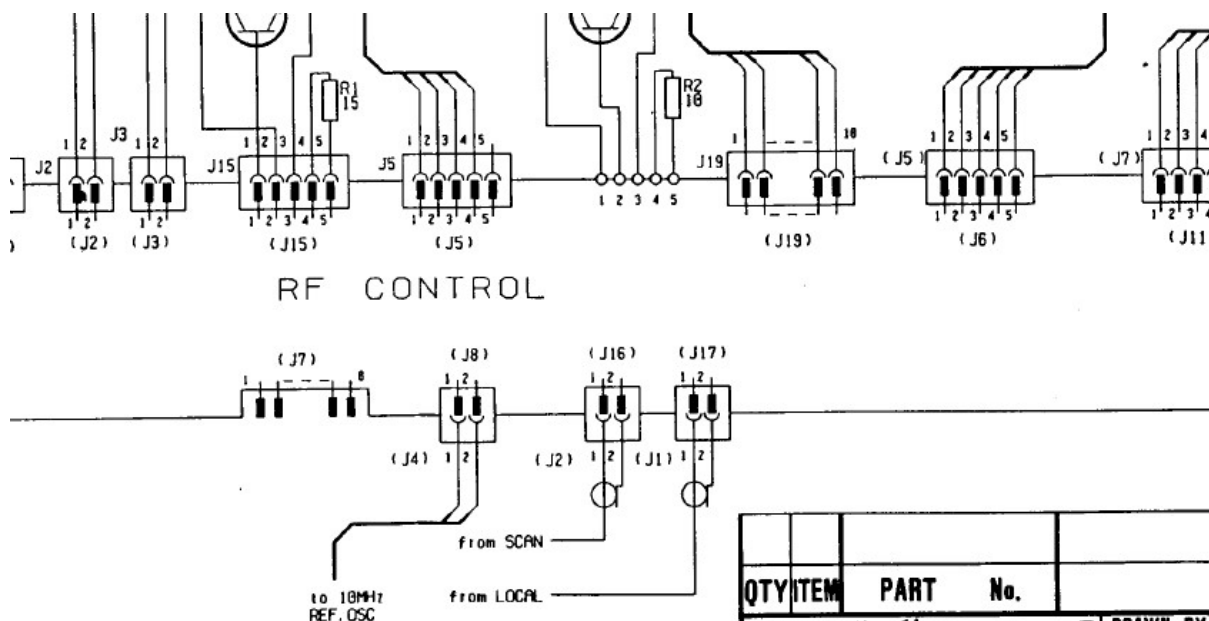 R1
15
R2
10
J2
1 2
J3
1 2
J15
1 2 3 4 5
J5
1 2 3 4 5
J19
1
10
(J5)
1 2 3 4 5
(J7)
1 2 3 4
1 2
(J2)
1 2
(J3)
1 2 3 4 5
(J15)
1 2 3 4 5
(J5)
1 2 3 4 5
(J19)
1 2 3 4 5
(J6)
1 2 3 4
(J11
RF CONTROL
(J7)
1
8
(J8)
1 2
(J16)
1 2
(J17)
1 2
(J4)
1 2
(J2)
1 2
(J1)
1 2
from SCAN
from LOCAL
to 10MHz
REF.OSC
QTY ITEM PART No.
DRAWN BY